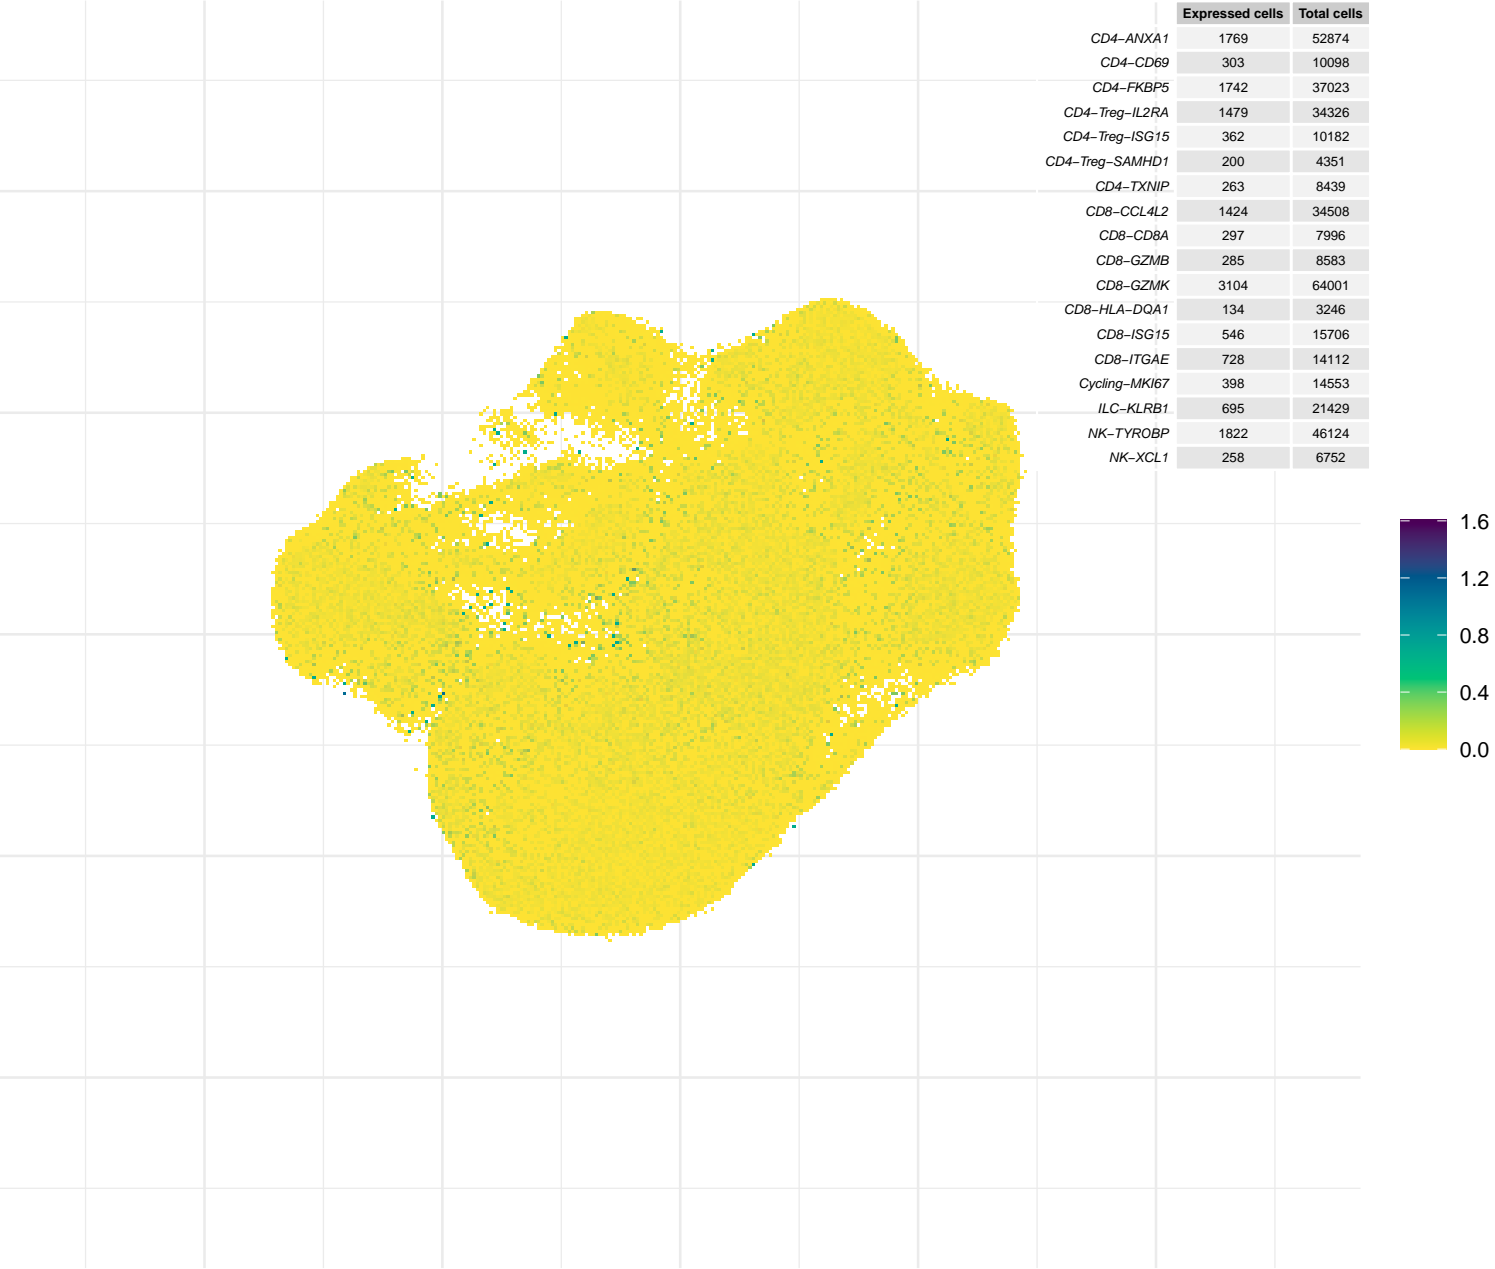 Expressed cells Total cells
CD4−ANXA1 1769 52874
CD4−CD69 303 10098
CD4−FKBP5 1742 37023
CD4−Treg−IL2RA 1479 34326
CD4−Treg−ISG15 362 10182
CD4−Treg−SAMHD1 200 4351
CD4−TXNIP 263 8439
CD8−CCL4L2 1424 34508
CD8−CD8A 297 7996
CD8−GZMB 285 8583
CD8−GZMK 3104 64001
CD8−HLA−DQA1 134 3246
CD8−ISG15 546 15706
CD8−ITGAE 728 14112
Cycling−MKI67 398 14553
ILC−KLRB1 695 21429
NK−TYROBP 1822 46124
NK−XCL1 258 6752
1.6
1.2
0.8
0.4
0.0